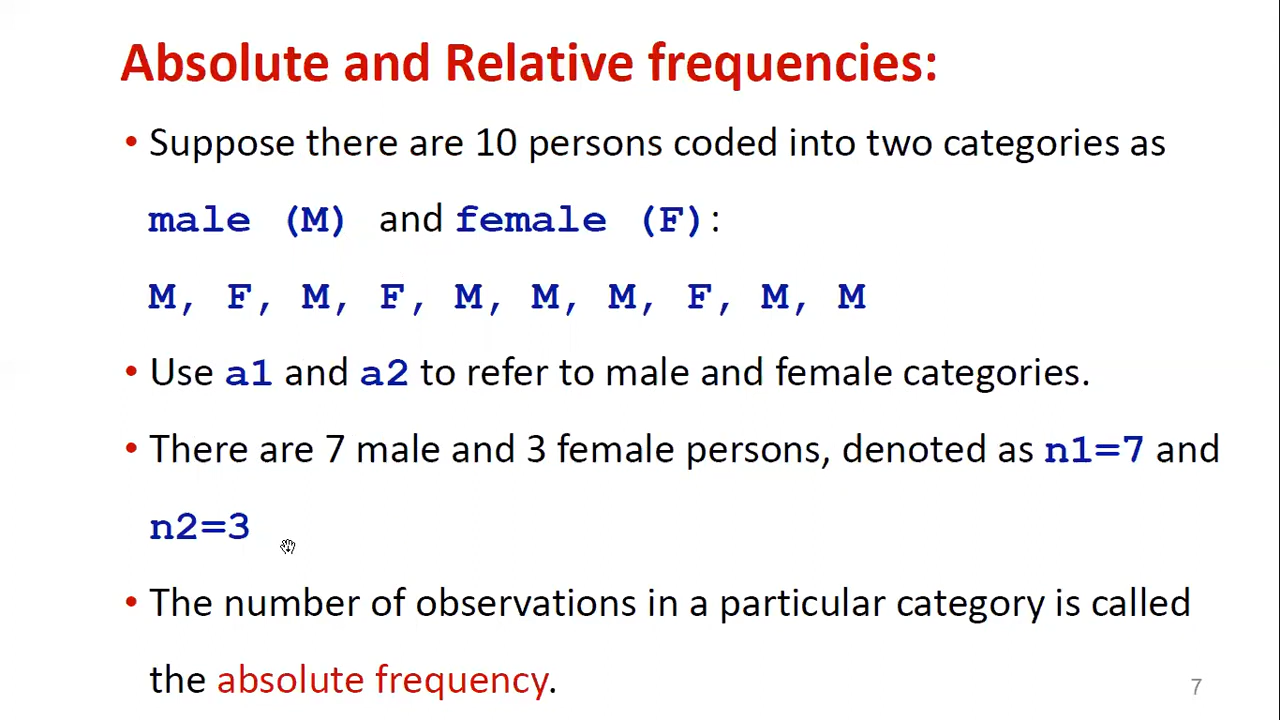 Absolute and Relative frequencies:
• Suppose there are 10 persons coded into two categories as
male (M) and female (F):
M, F, M, F, M, M, M, F, M, M
• Use a1 and a2 to refer to male and female categories.
• There are 7 male and 3 female persons, denoted as n1=7 and
n2=3
• The number of observations in a particular category is called
the absolute frequency.
7